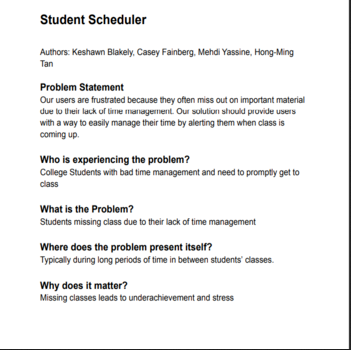 Student Scheduler
Authors: Keshawn Blakely, Casey Fainberg, Mehdi Yassine, Hong-Ming
Tan
Problem Statement
Our users are frustrated because they often miss out on important material
due to their lack of time management. Our solution should provide users
with a way to easily manage their time by alerting them when class is
coming up.
Who is experiencing the problem?
College Students with bad time management and need to promptly get to
class
What is the Problem?
Students missing class due to their lack of time management
Where does the problem present itself?
Typically during long periods of time in between students' classes.
Why does it matter?
Missing classes leads to underachievement and stress